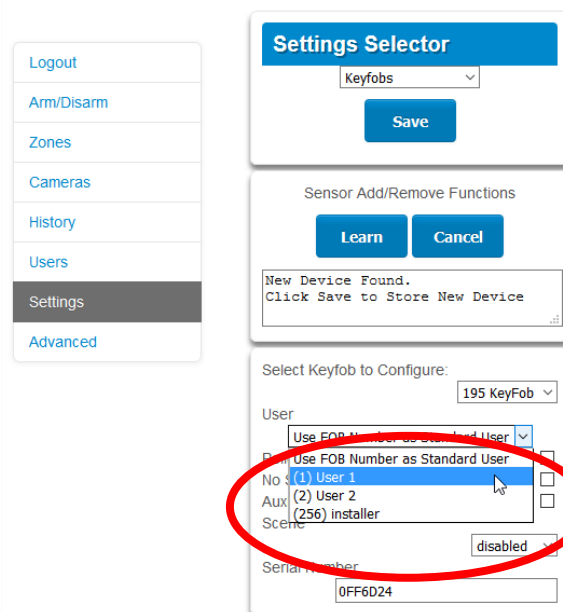 Logout
Arm/Disarm
Zones
Cameras
History
Users
Settings
Advanced
Settings Selector
Keyfobs
Save
Sensor Add/Remove Functions
Learn Cancel
New Device Found.
Click Save to Store New Device
Select Keyfob to Configure:
195 KeyFob
User
Use FOB Number as Standard User
Use FOB Number as Standard User
No
(1) User 1
Aux
(2) User 2
(256) installer
Scene
disabled
Serial Number
0FF6D24